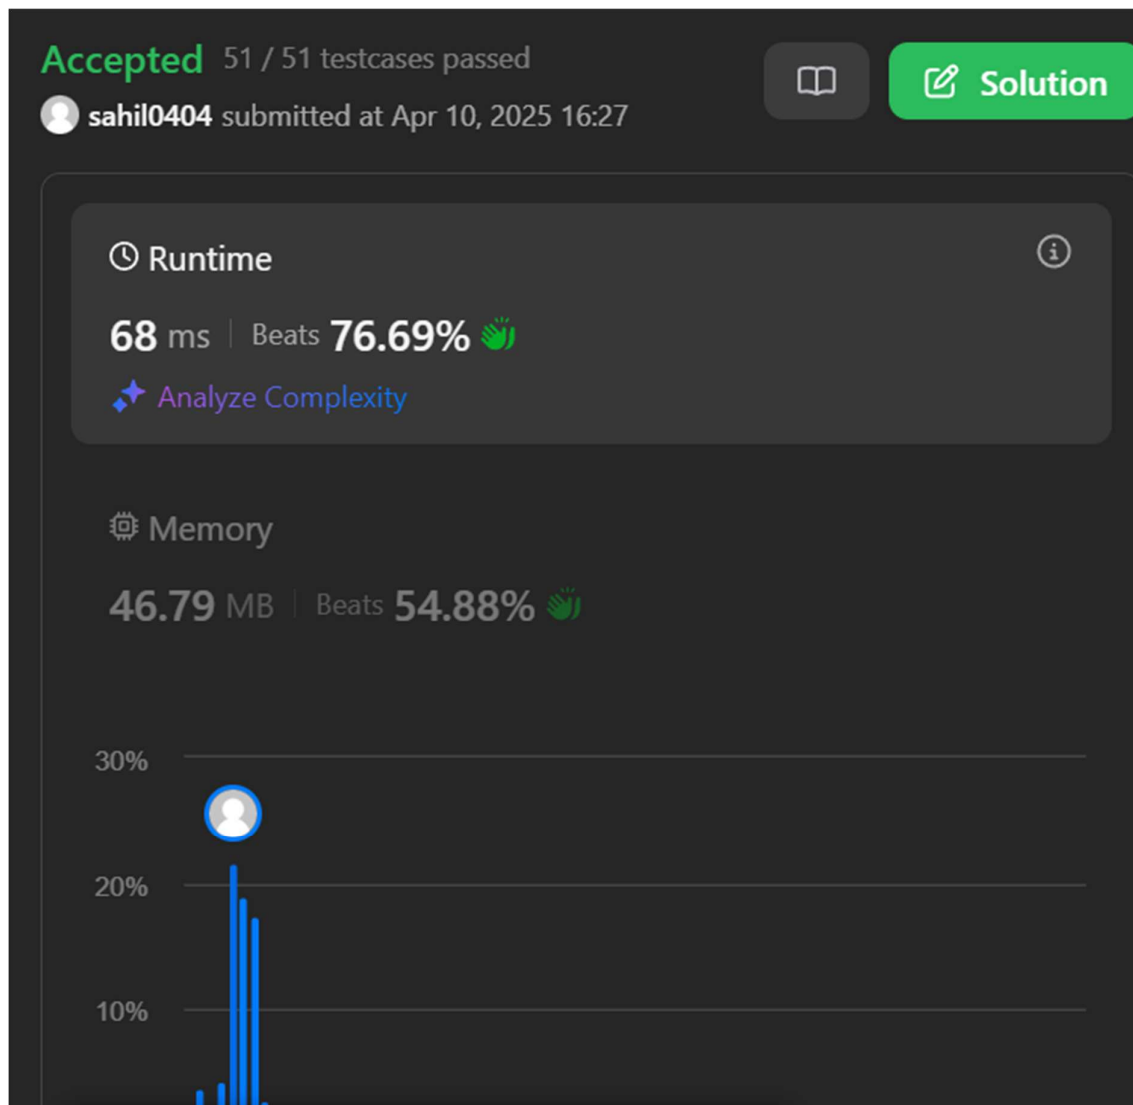 Accepted 51 / 51 testcases passed
Solution
sahil0404 submitted at Apr 10, 2025 16:27
Runtime
68 ms | Beats 76.69%
Analyze Complexity
Memory
46.79 MB | Beats 54.88%
30%
20%
10%